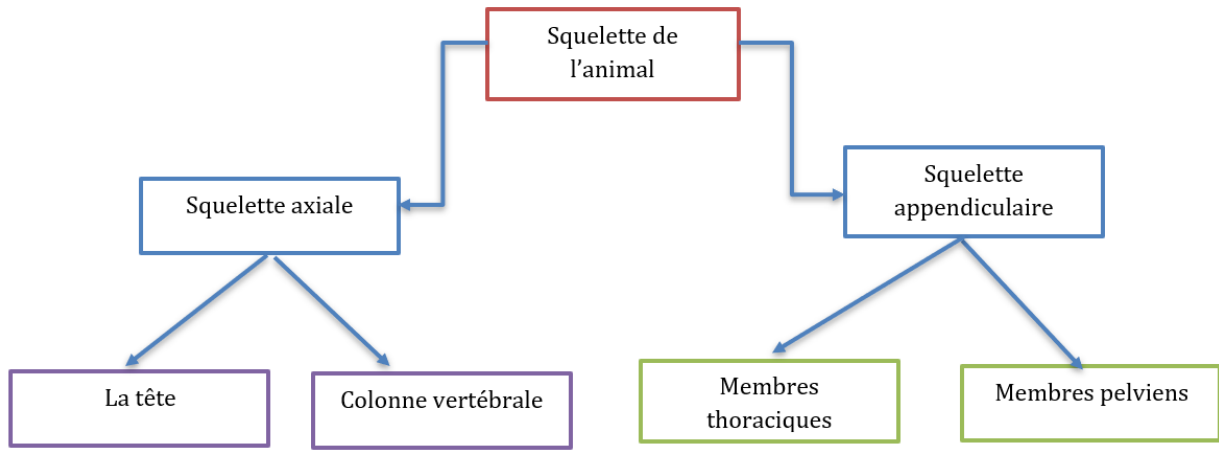 Squelette de
l'animal
Squelette axiale
Squelette
appendiculaire
La tête
Colonne vertébrale
Membres
thoraciques
Membres pelviens